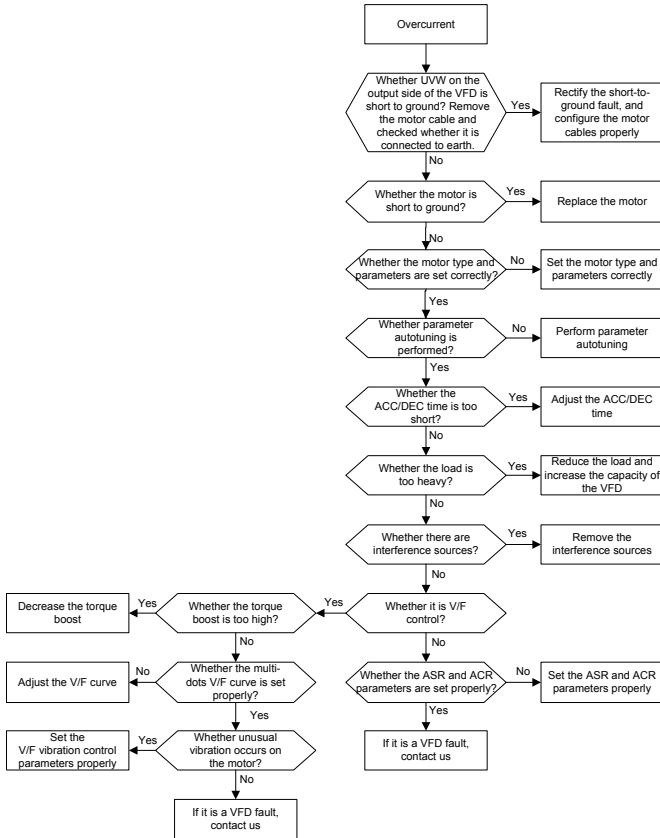 Overcurrent
Whether UVW on the
output side of the VFD is
short to ground? Remove
the motor cable and
checked whether it is
connected to earth.
Yes
Rectify the short-to-
ground fault, and
configure the motor
cables properly
No
Whether the motor is
short to ground?
Yes
Replace the motor
No
Whether the motor type and
parameters are set correctly?
No
Set the motor type and
parameters correctly
Yes
Whether parameter
autotuning is
performed?
No
Perform parameter
autotuning
Yes
Whether the
ACC/DEC time is too
short?
Yes
Adjust the ACC/DEC
time
No
Whether the load is
too heavy?
Yes
Reduce the load and
increase the capacity of
the VFD
No
Whether there are
interference sources?
Yes
Remove the
interference sources
No
Whether it is V/F
control?
Yes
Whether the torque
boost is too high?
Yes
Decrease the torque
boost
No
Whether the multi-
dots V/F curve is set
properly?
No
Adjust the V/F curve
Yes
Whether unusual
vibration occurs on
the motor?
Yes
Set the
V/F vibration control
parameters properly
No
If it is a VFD fault,
contact us
No
Whether the ASR and ACR
parameters are set properly?
No
Set the ASR and ACR
parameters properly
Yes
If it is a VFD fault,
contact us